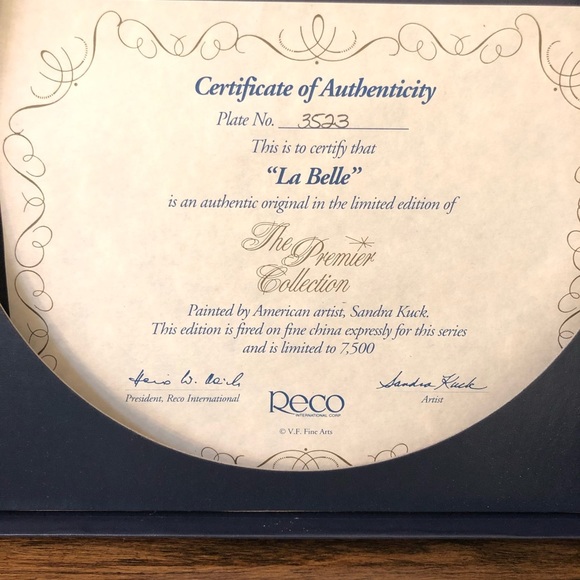 Certificate of Authenticity
Plate No. 3523
This is to certify that
“La Belle”
is an authentic original in the limited edition of
The Premier
Collection
Painted by American artist, Sandra Kuck.
This edition is fired on fine china expressly for this series
and is limited to 7,500
Sandra Kuck
President, Reco International
Reco
INTERNATIONAL CORP.
Artist
© V.F. Fine Arts